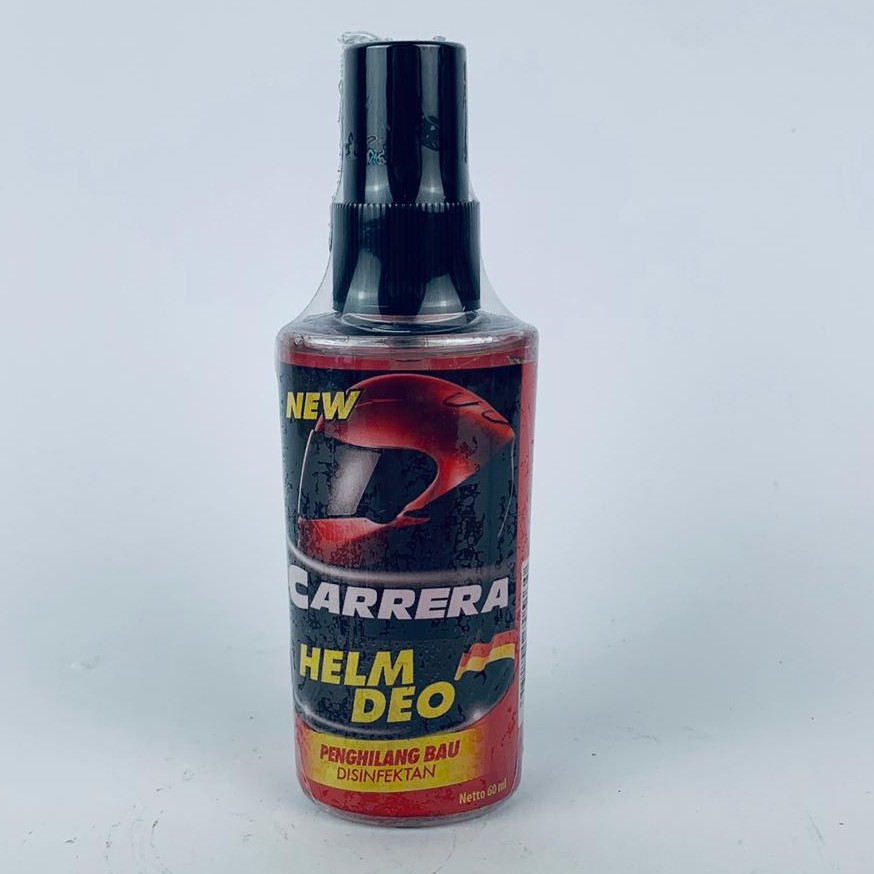 NEW
CARRERA
HELM
DEO
PENGHILANG BAU
DISINFEKTAN
Netto 60 ml